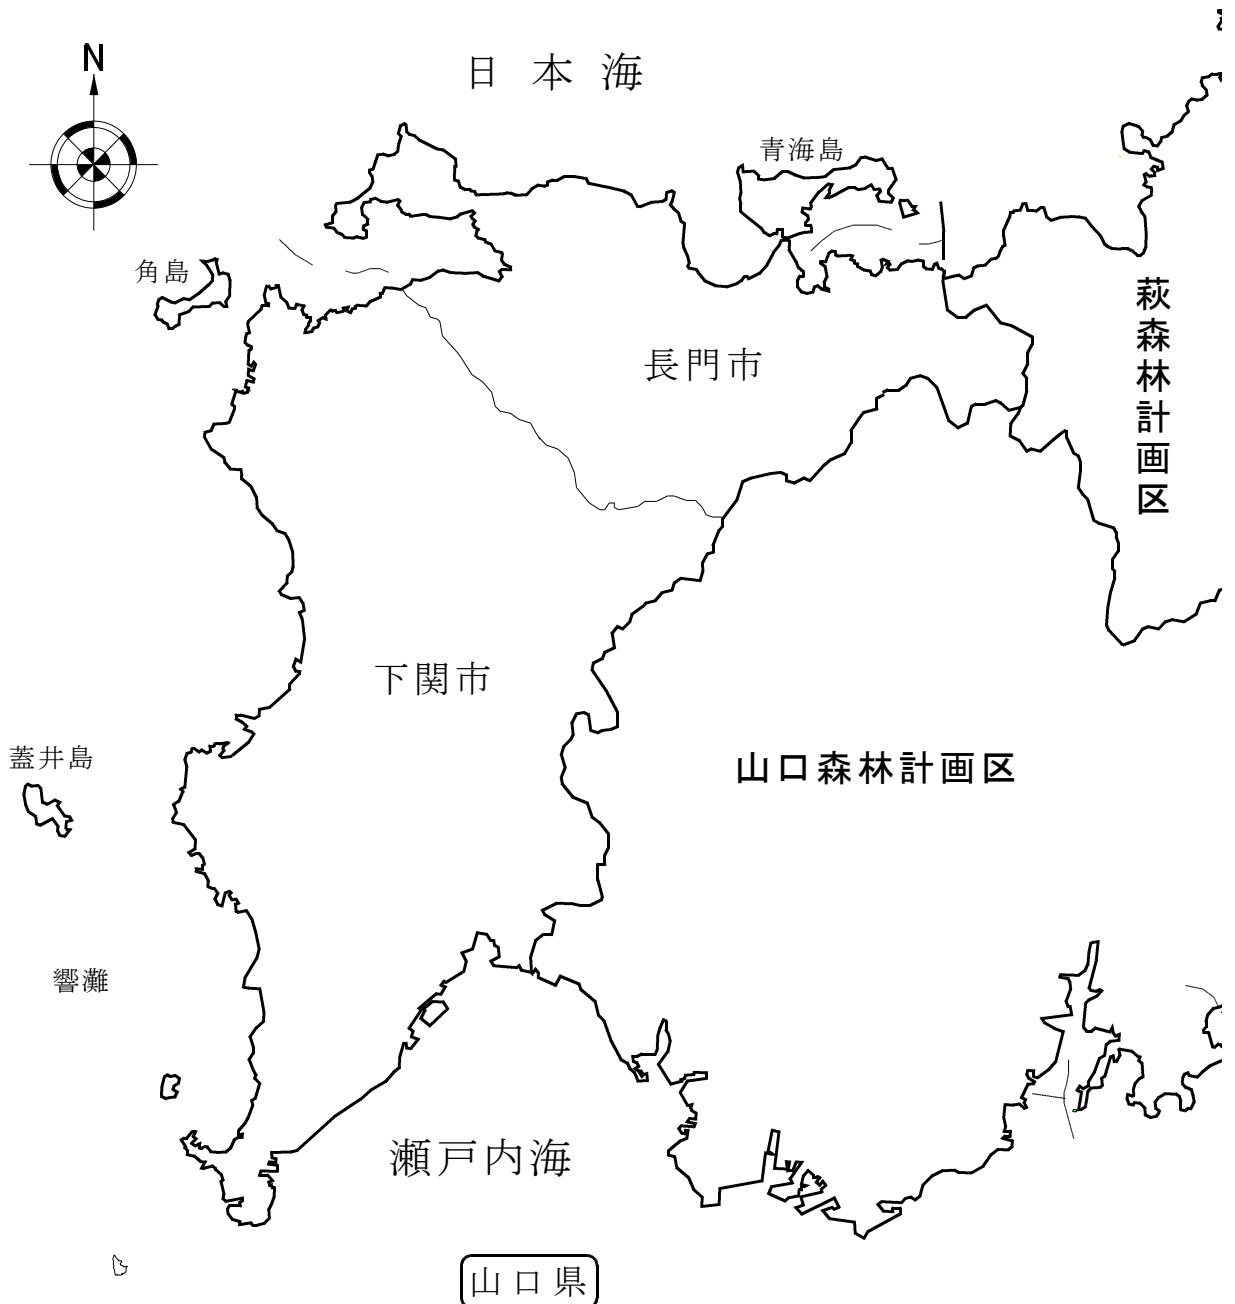 N
日本海
青海島
角島
萩森林計画区
長門市
下関市
蓋井島
山口森林計画区
響灘
瀬戸内海
山口県